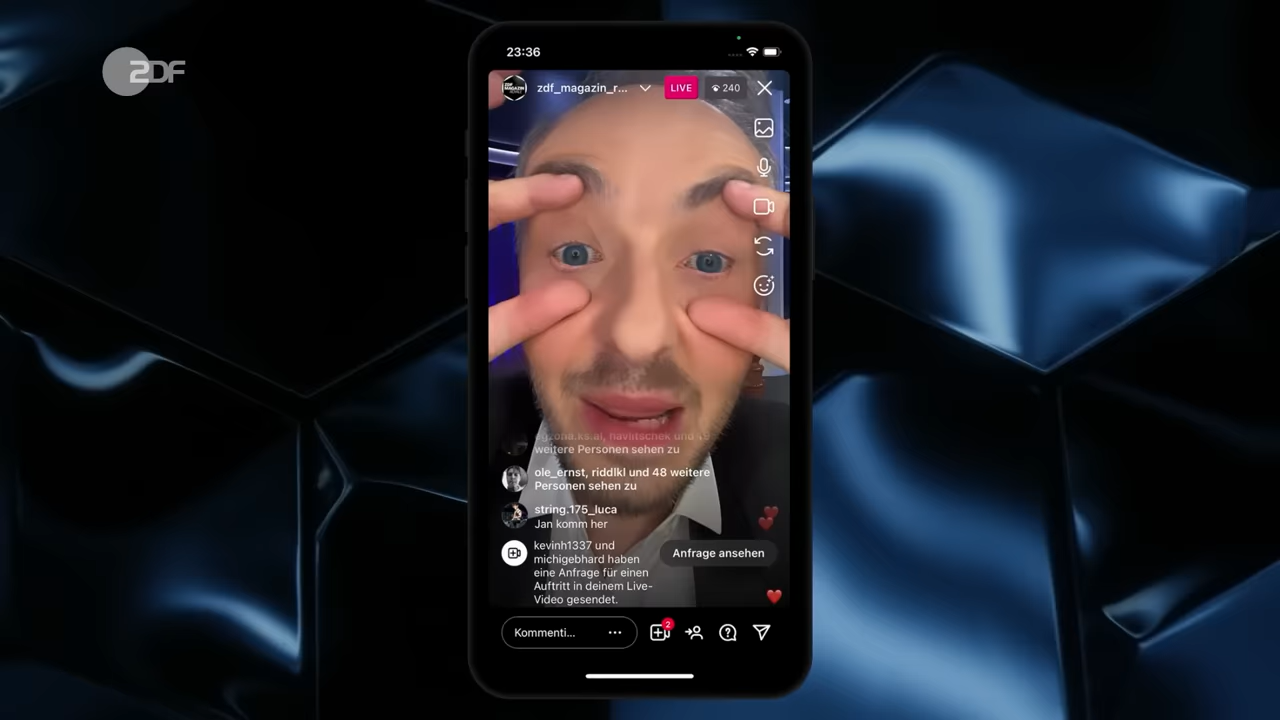 ZDF
23:36
zdf_magazin_r...
LIVE
240
weitere Personen sehen zu
ole_ernst, riddlkl und 48 weitere
Personen sehen zu
string.175_luca
Jan komm her
kevinh1337 und
michigebhard haben
eine Anfrage für einen
Auftritt in deinem Live-
Video gesendet.
Anfrage ansehen
Kommenti...
2